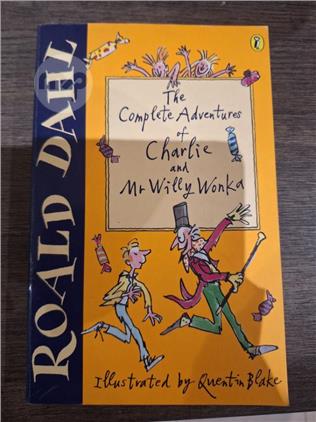 ROALD DAHL
The
Complete Adventures
of
Charlie
and
Mr Willy Wonka
Illustrated by Quentin Blake